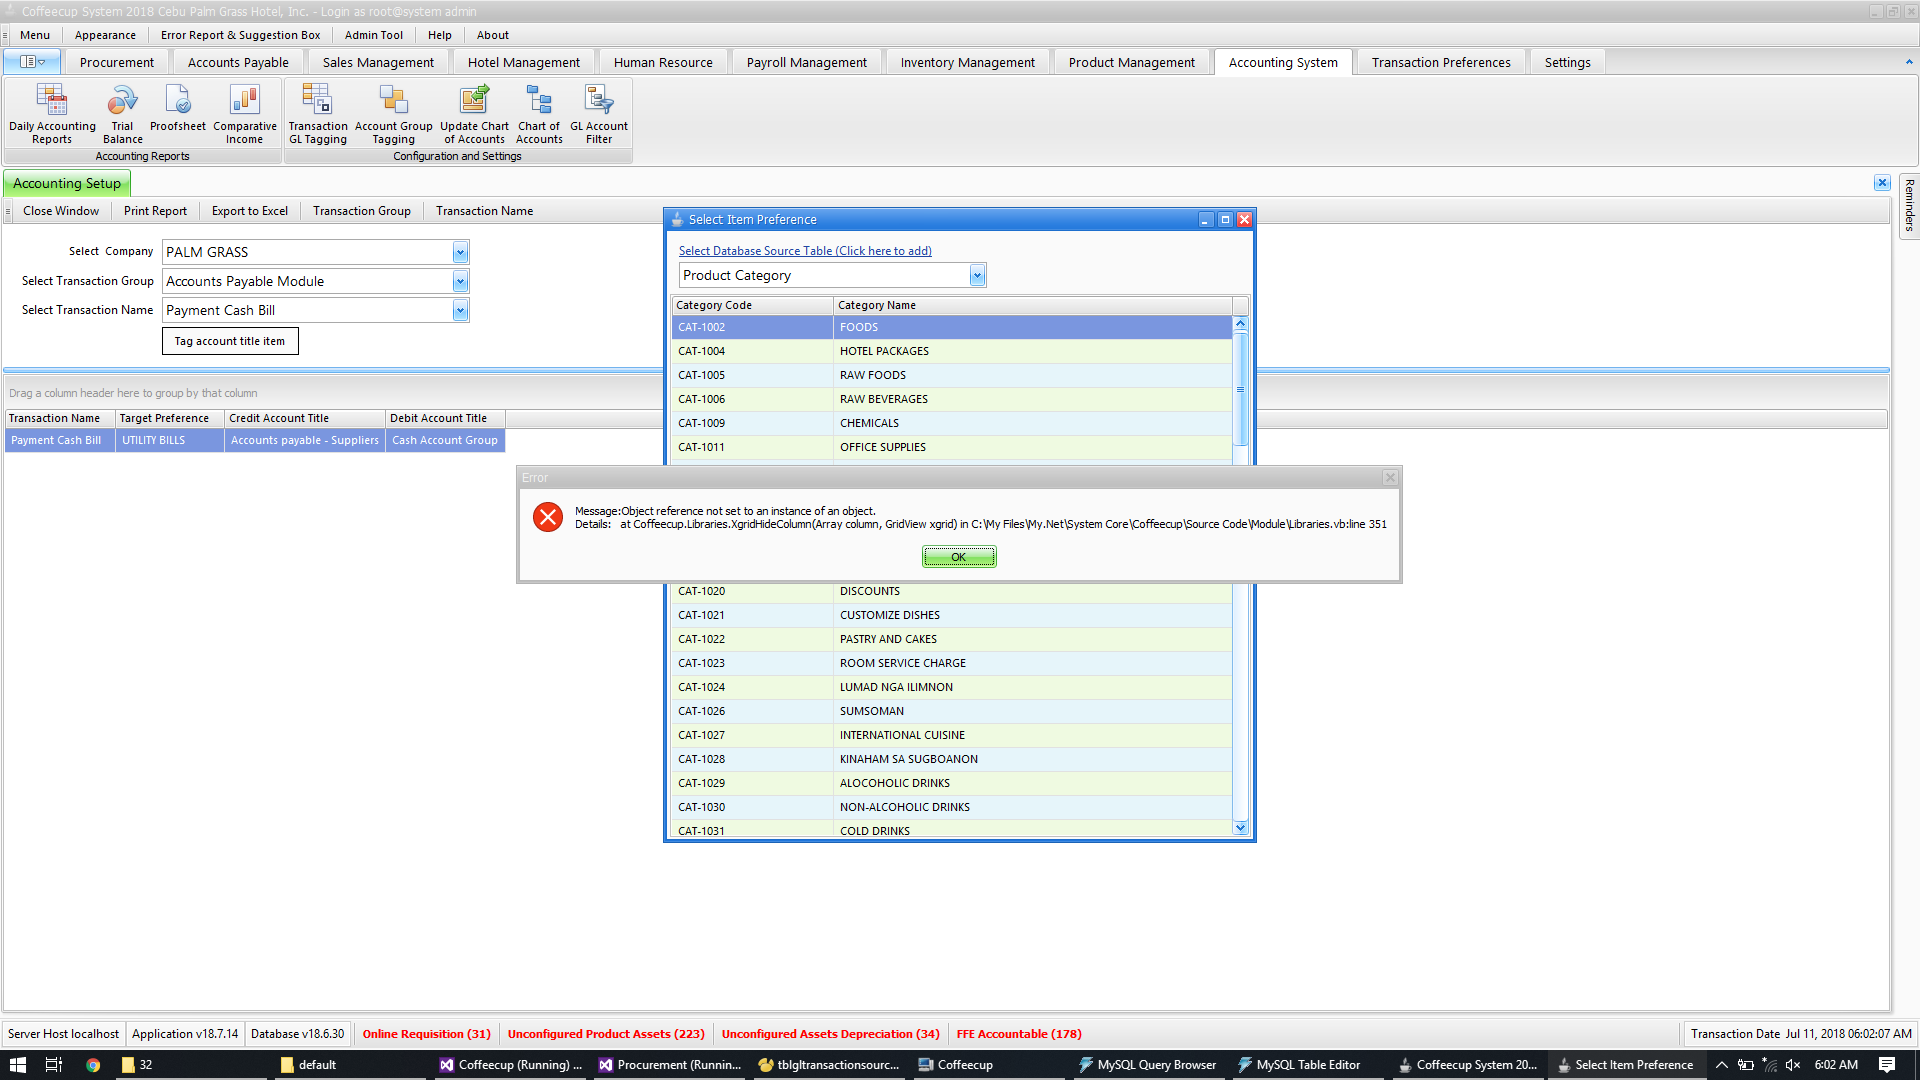 Coffeecup System 2018 Cebu Palm Grass Hotel, Inc. - Login as root@system admin
Menu Appearance Error Report & Suggestion Box Admin Tool Help About
Procurement Accounts Payable Sales Management Hotel Management Human Resource Payroll Management Inventory Management Product Management Accounting System Transaction Preferences Settings
Daily Accounting Reports
Trial Balance
Proofsheet
Comparative Income
Transaction GL Tagging
Account Group Tagging
Update Chart of Accounts
Chart of Accounts
GL Account Filter
Accounting Reports
Configuration and Settings
Accounting Setup
Reminders
Close Window Print Report Export to Excel Transaction Group Transaction Name
Select Company PALM GRASS
Select Transaction Group Accounts Payable Module
Select Transaction Name Payment Cash Bill
Tag account title item
Drag a column header here to group by that column
Transaction Name Target Preference Credit Account Title Debit Account Title
Payment Cash Bill UTILITY BILLS Accounts payable - Suppliers Cash Account Group
Select Item Preference
Select Database Source Table (Click here to add)
Product Category
Category Code Category Name
CAT-1002 FOODS
CAT-1004 HOTEL PACKAGES
CAT-1005 RAW FOODS
CAT-1006 RAW BEVERAGES
CAT-1009 CHEMICALS
CAT-1011 OFFICE SUPPLIES
Error
Message:Object reference not set to an instance of an object.
Details: at Coffeecup.Libraries.XgridHideColumn(Array column, GridView xgrid) in C:\My Files\My.Net\System Core\Coffeecup\Source Code\Module\Libraries.vb:line 351
OK
CAT-1020 DISCOUNTS
CAT-1021 CUSTOMIZE DISHES
CAT-1022 PASTRY AND CAKES
CAT-1023 ROOM SERVICE CHARGE
CAT-1024 LUMAD NGA ILIMNON
CAT-1026 SUMSOMAN
CAT-1027 INTERNATIONAL CUISINE
CAT-1028 KINAHAM SA SUGBOANON
CAT-1029 ALOCOHOLIC DRINKS
CAT-1030 NON-ALCOHOLIC DRINKS
CAT-1031 COLD DRINKS
Server Host localhost Application v18.7.14 Database v18.6.30 Online Requisition (31) Unconfigured Product Assets (223) Unconfigured Assets Depreciation (34) FFE Accountable (178) Transaction Date Jul 11, 2018 06:02:07 AM
32 default Coffeecup (Running) ... Procurement (Runnin... tblgltransactionsourc... Coffeecup MySQL Query Browser MySQL Table Editor Coffeecup System 20... Select Item Preference 6:02 AM